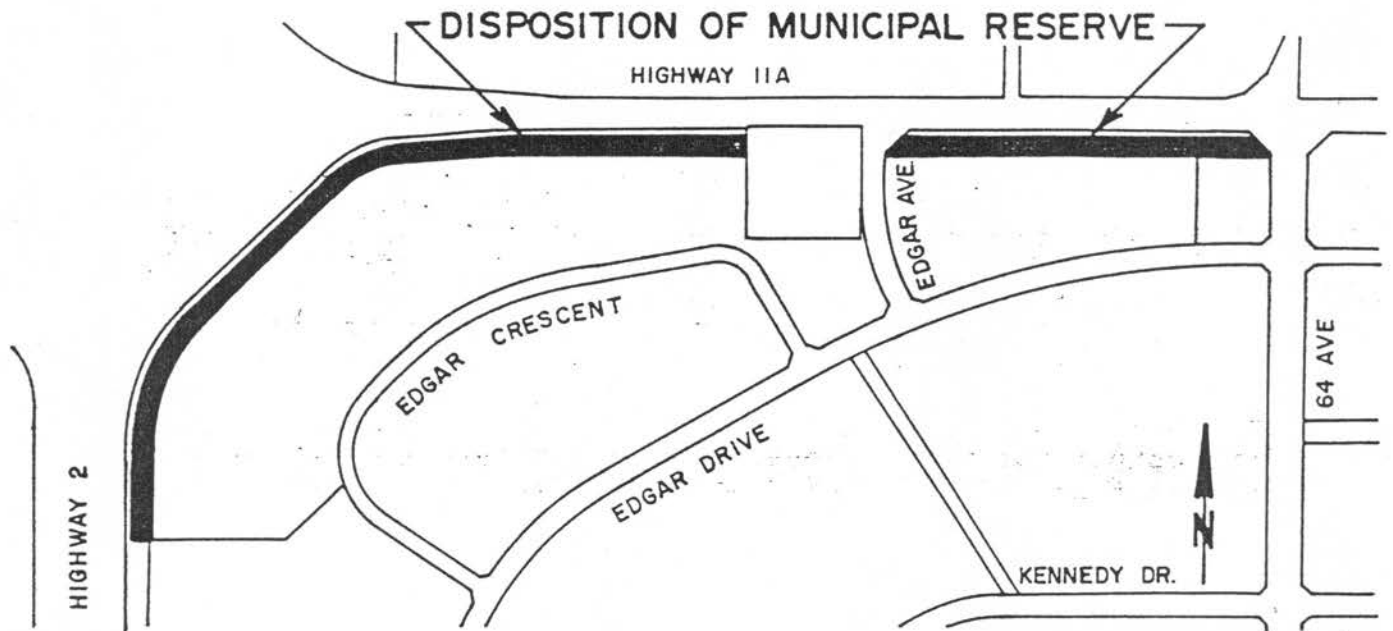 DISPOSITION OF MUNICIPAL RESERVE
HIGHWAY 11A
EDGAR AVE.
EDGAR CRESCENT
64 AVE
EDGAR DRIVE
HIGHWAY 2
N
KENNEDY DR.